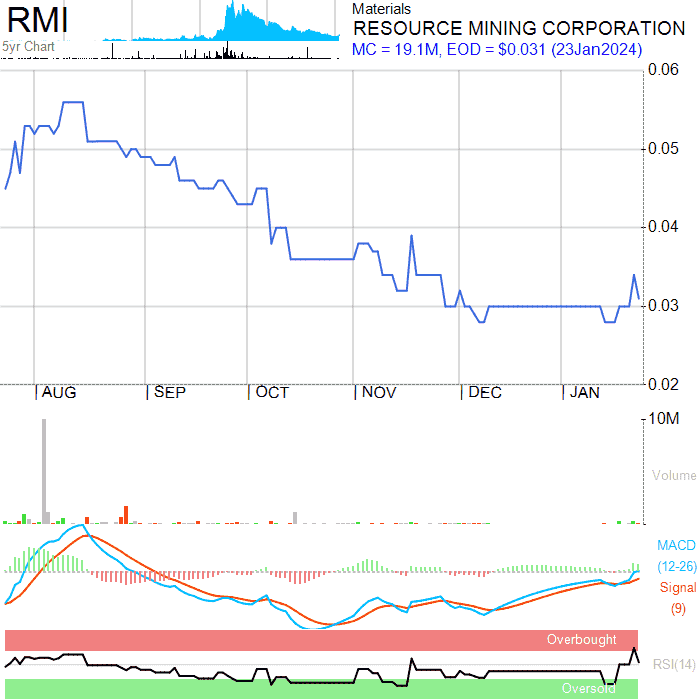 RMI
5yr Chart
Materials
RESOURCE MINING CORPORATION
MC = 19.1M, EOD = $0.031 (23Jan2024)
0.06
0.05
0.04
0.03
0.02
AUG SEP OCT NOV DEC JAN
10M
Volume
MACD
(12-26)
Signal
(9)
Overbought
RSI(14)
Oversold